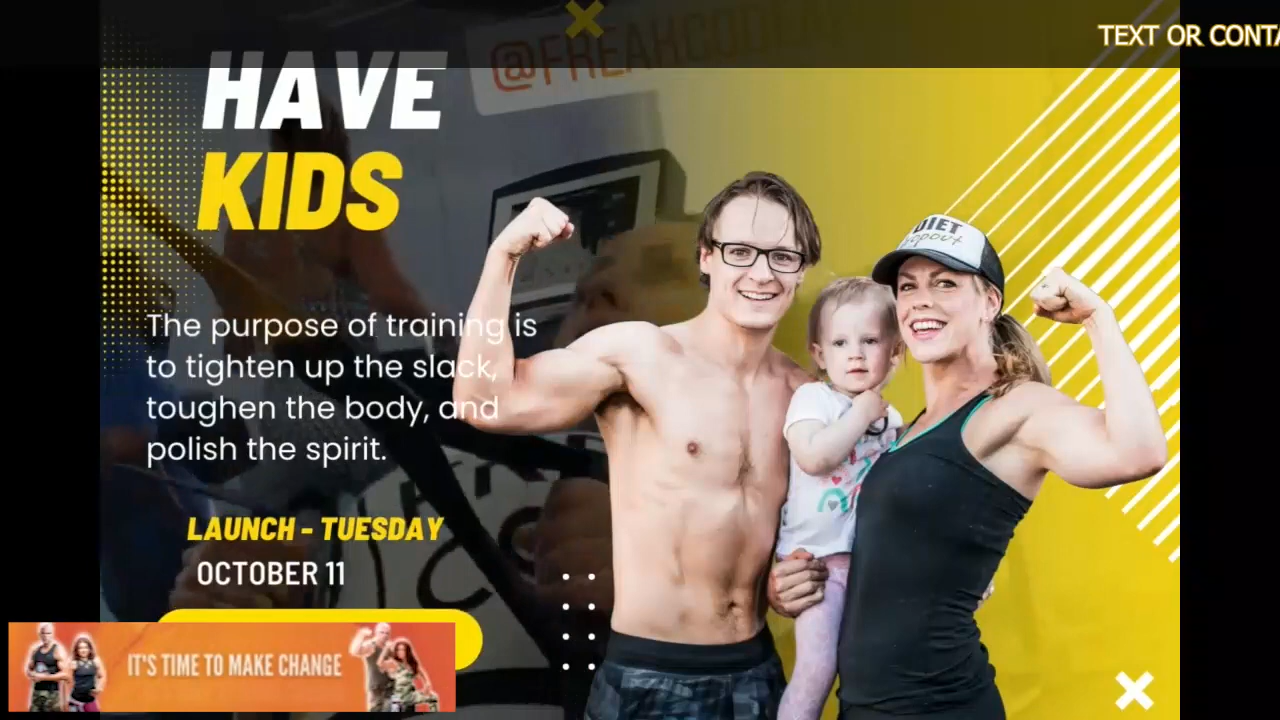 TEXT OR CONTA
HAVE
KIDS
The purpose of training is
to tighten up the slack,
toughen the body, and
polish the spirit.
LAUNCH - TUESDAY
OCTOBER 11
IT'S TIME TO MAKE CHANGE
DIET